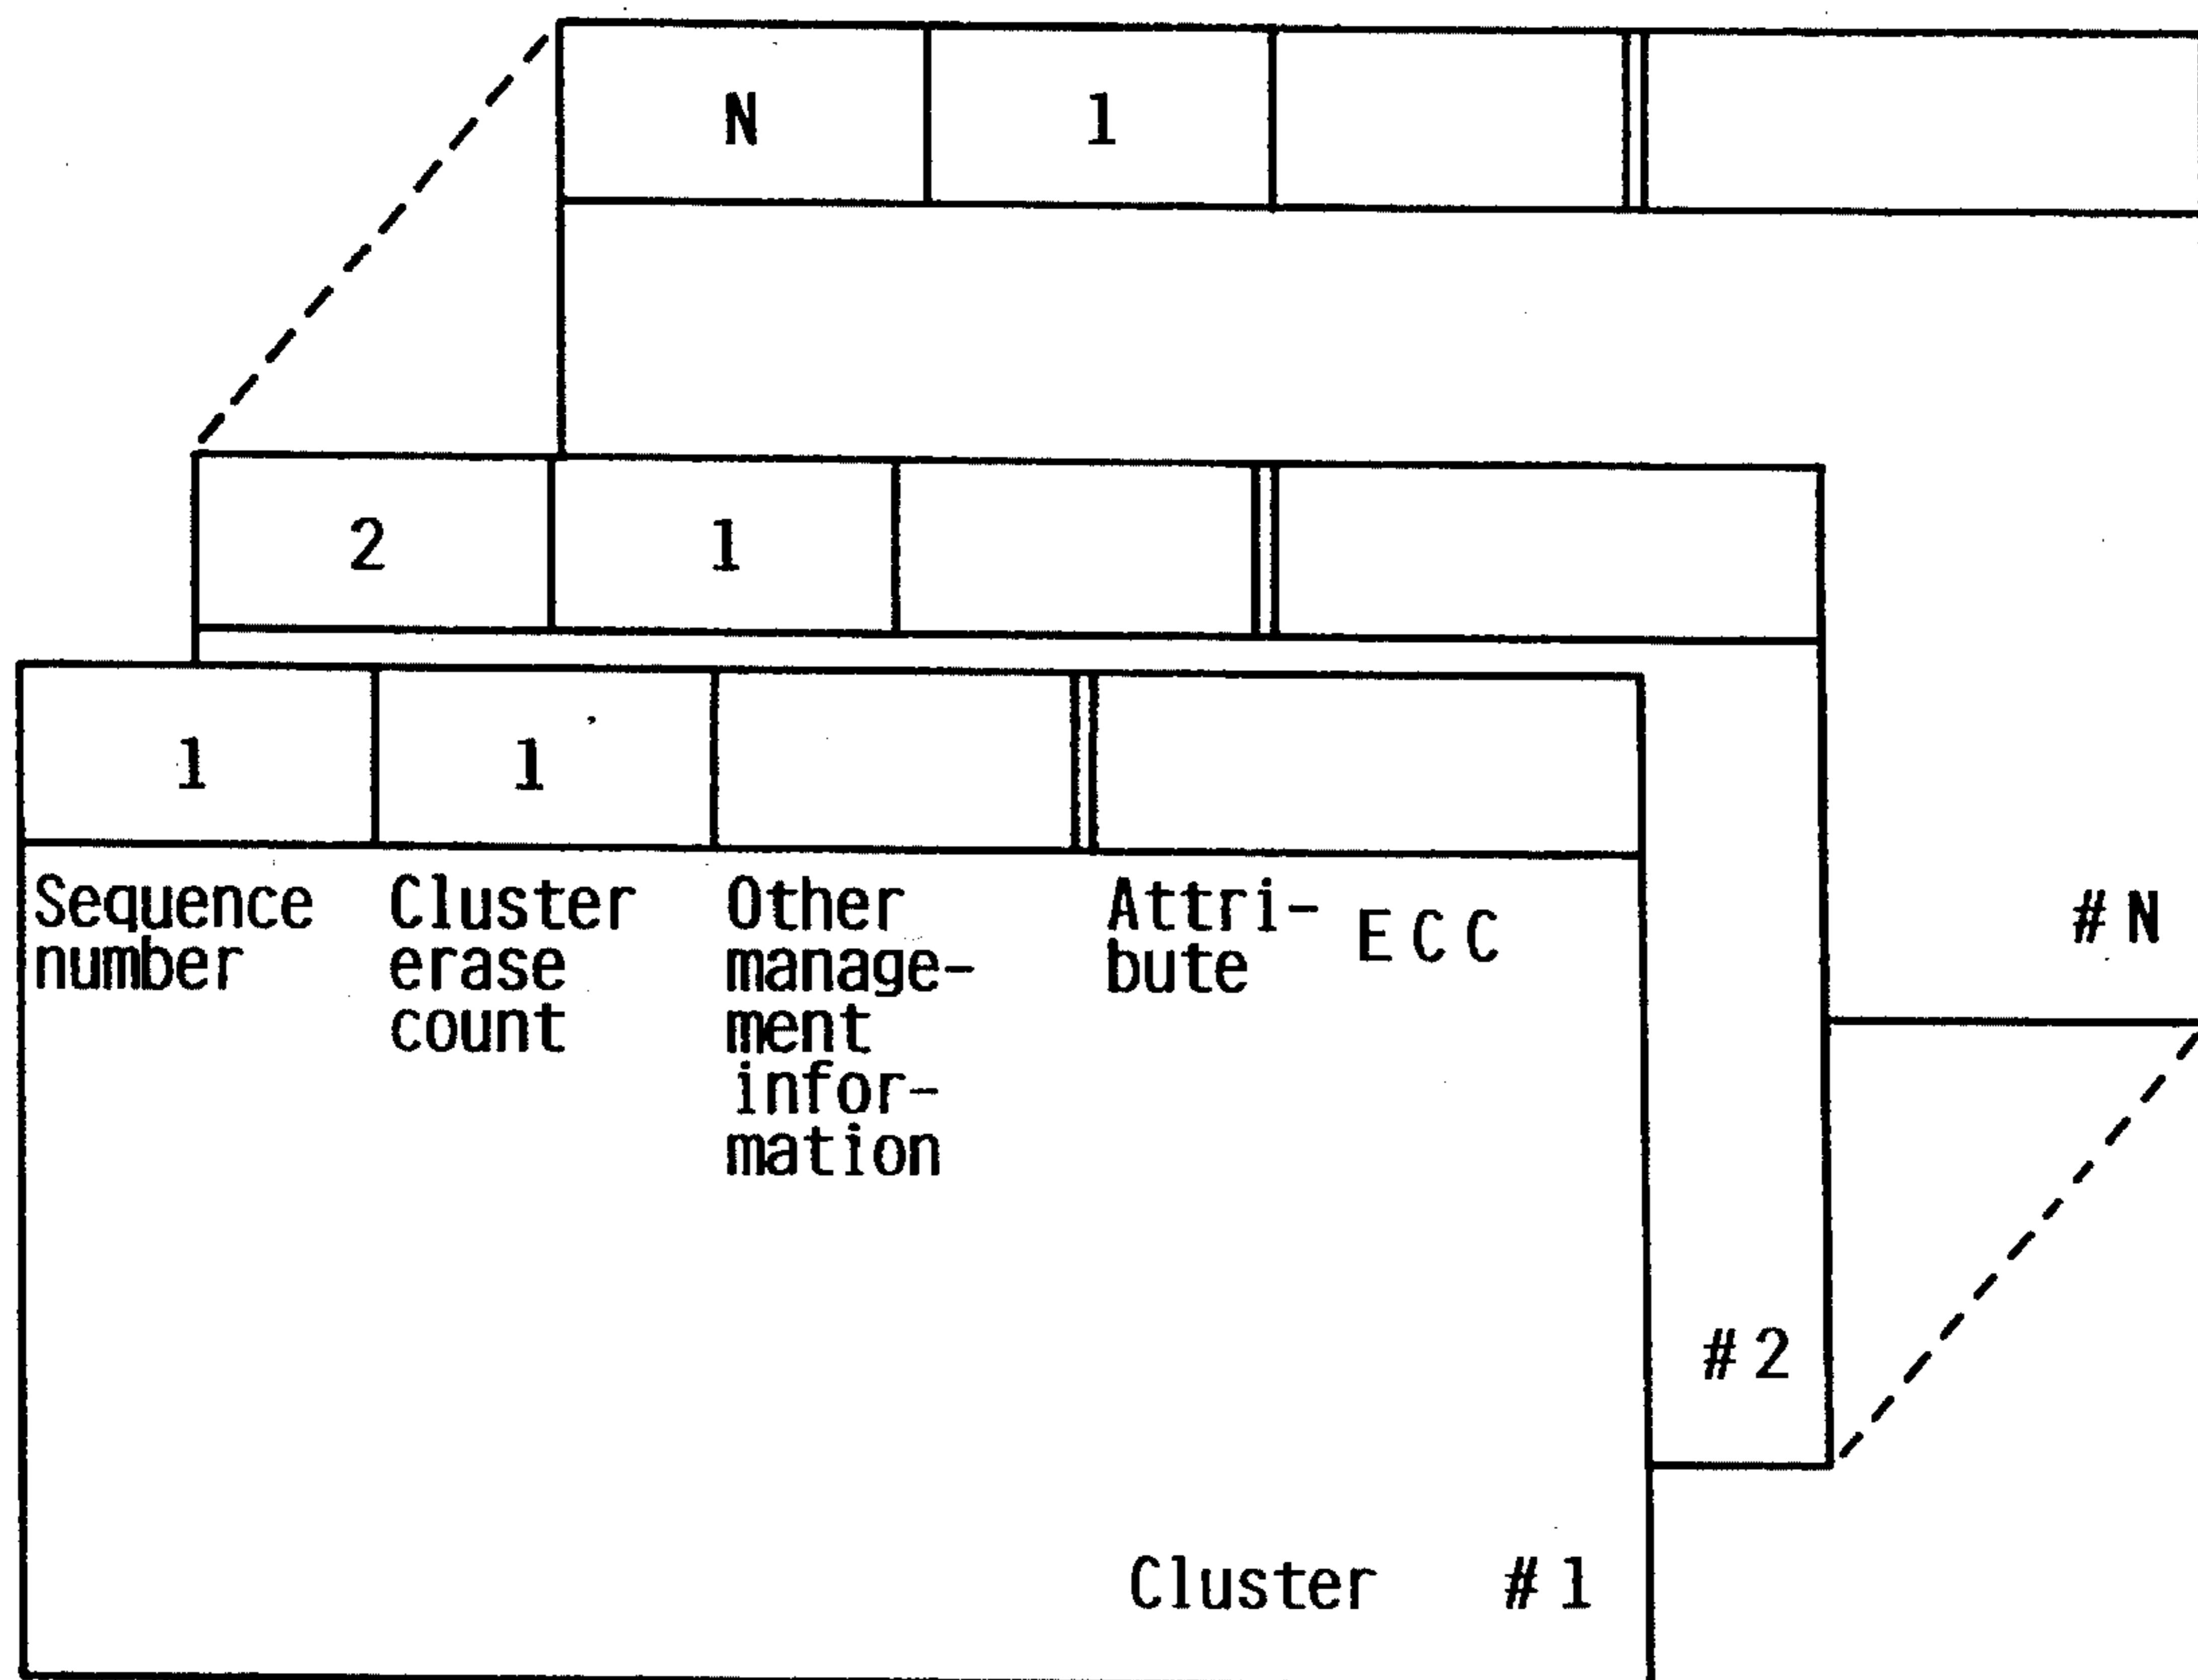 N 1
2 1
1 1
Sequence number
Cluster erase count
Other manage-ment infor-mation
Attri-bute
ECC
#N
#2
Cluster #1